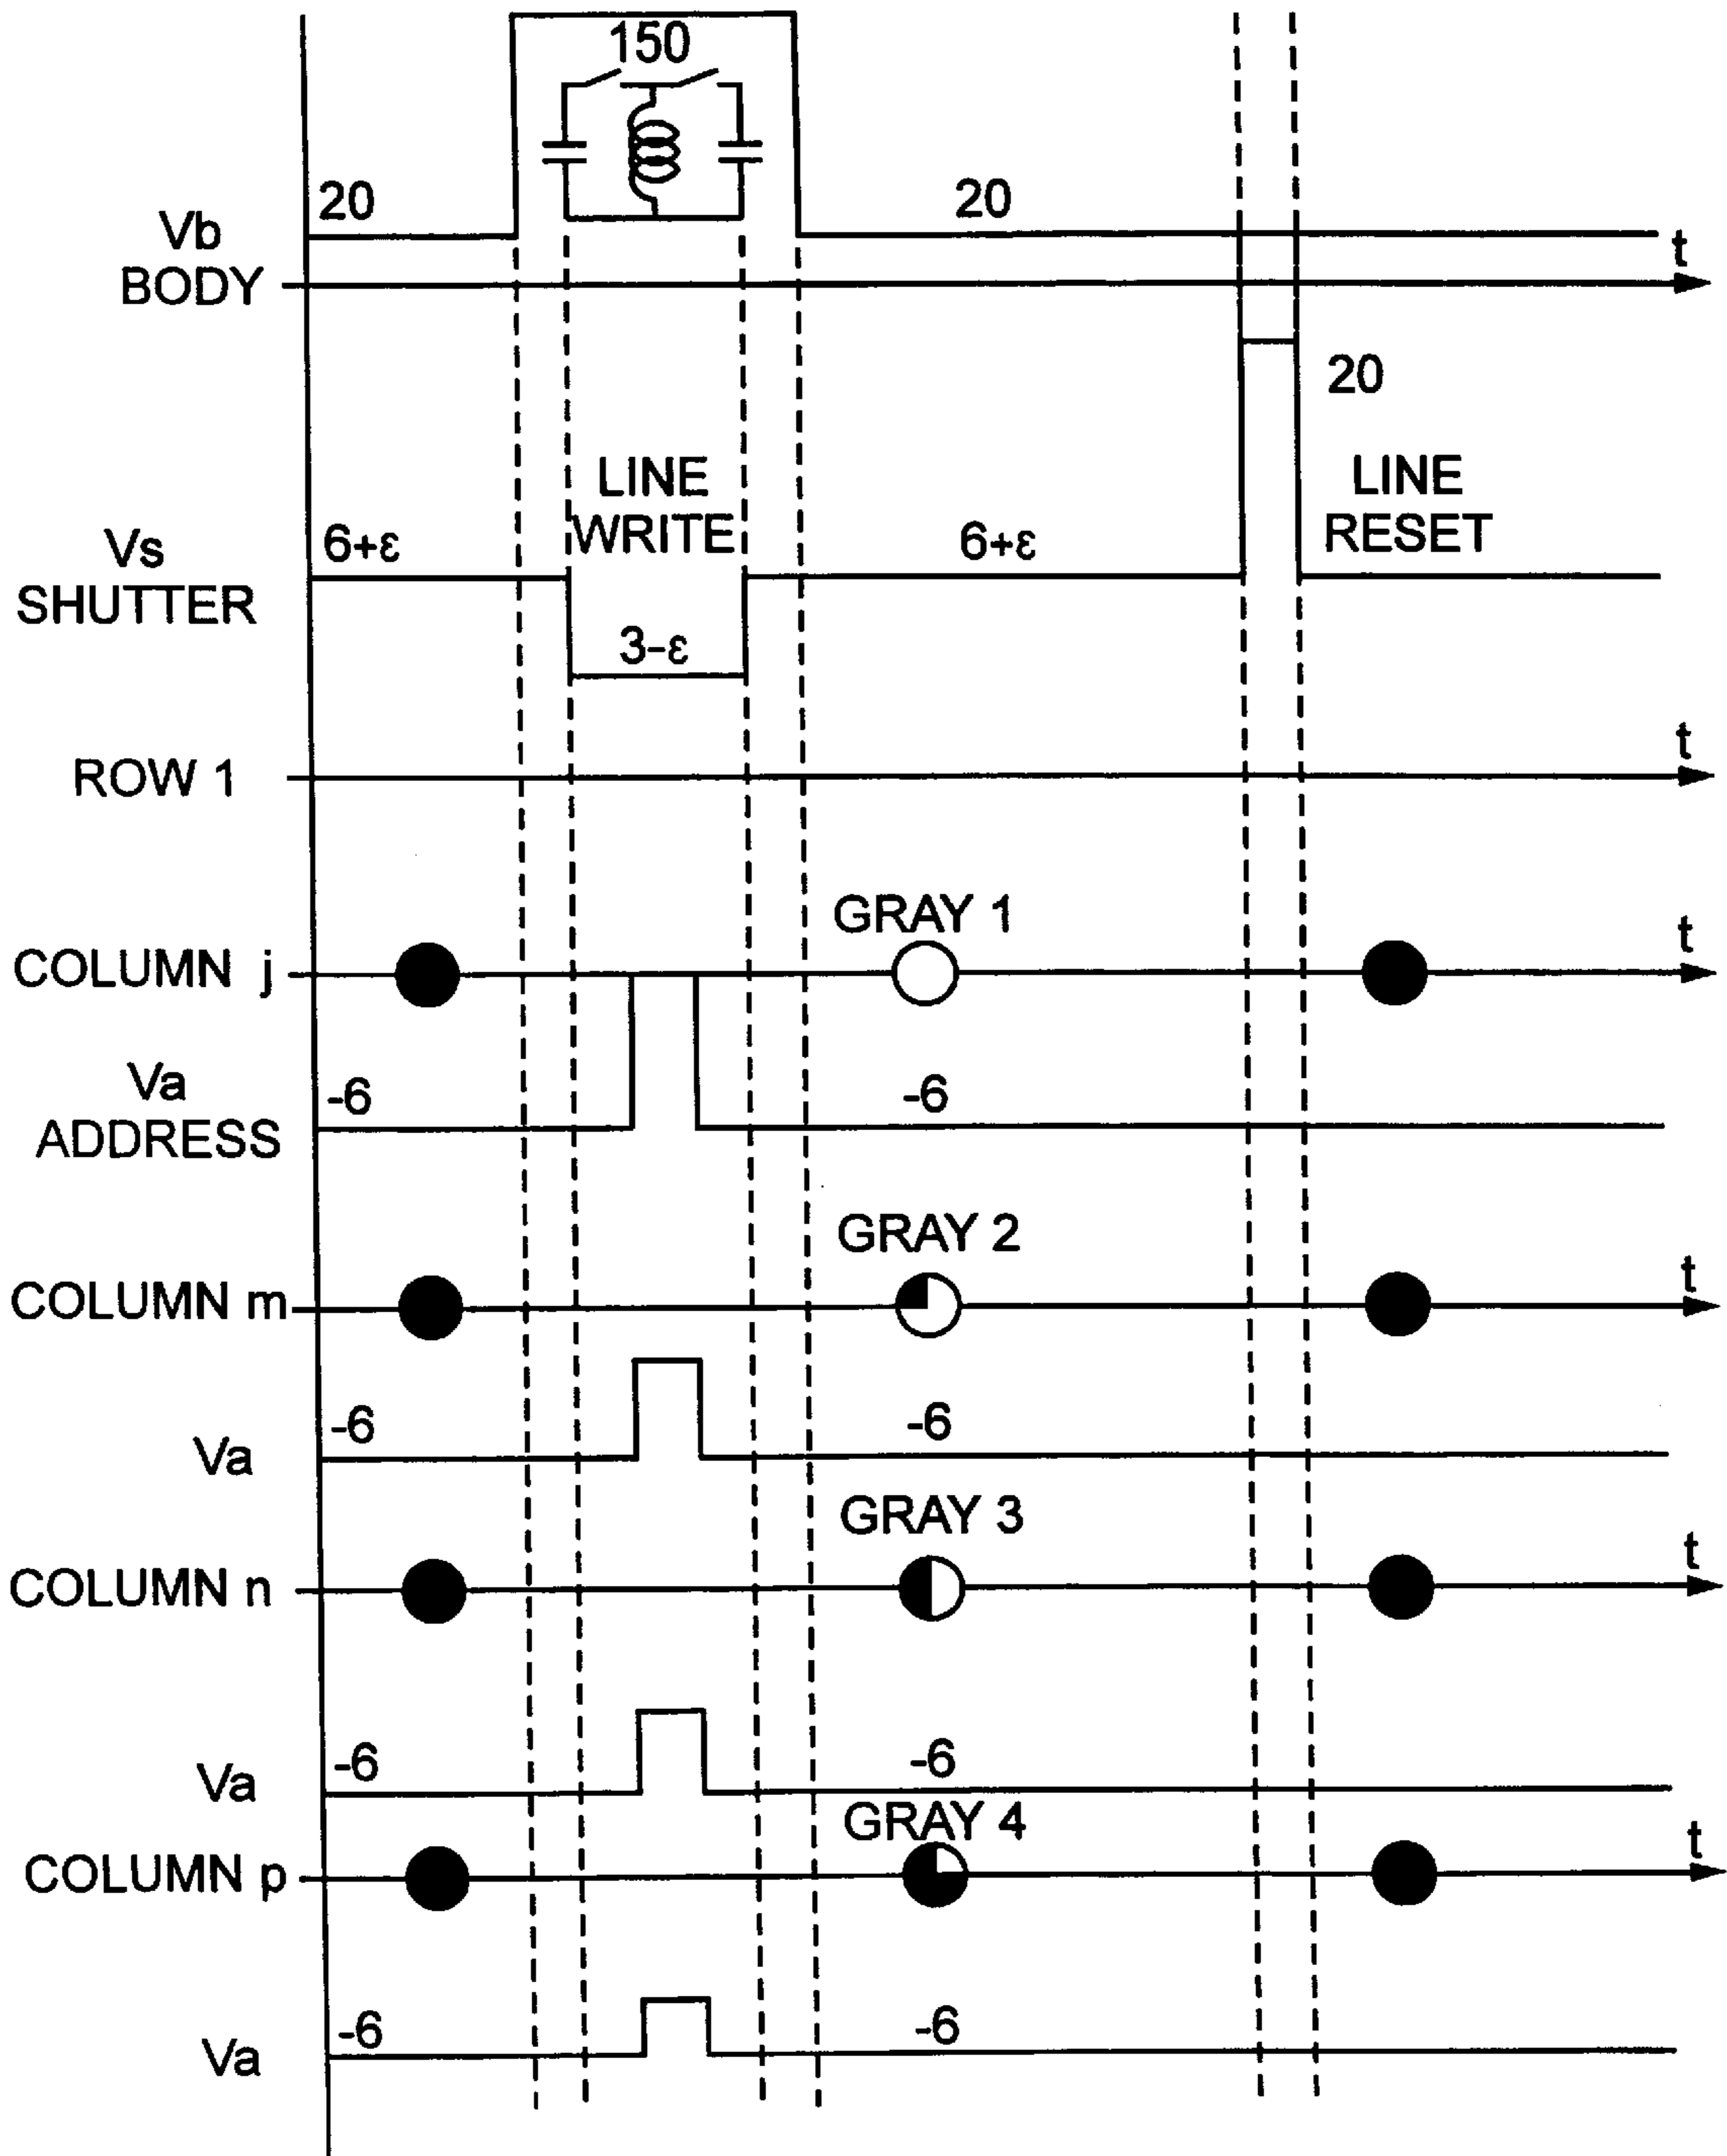 150
20
20
Vb
BODY
t
20
LINE
WRITE
LINE
RESET
Vs
SHUTTER
6+ε
6+ε
3-ε
ROW 1
t
GRAY 1
COLUMN j
t
Va
ADDRESS
-6
-6
GRAY 2
COLUMN m
t
-6
-6
Va
GRAY 3
COLUMN n
t
-6
-6
Va
GRAY 4
COLUMN p
t
-6
-6
Va